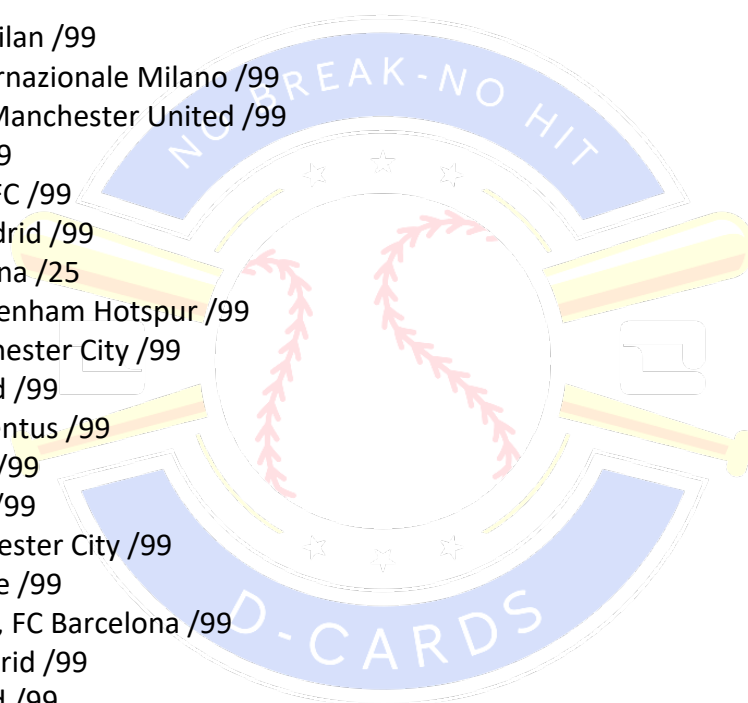 ilan /99
rnazionale Milano /99
Manchester United /99
9
FC /99
drid /99
na /25
enham Hotspur /99
hester City /99
d /99
entus /99
/99
/99
ester City /99
e /99
, FC Barcelona /99
rid /99
d /99
NO BREAK-NO HIT
D-CARDS